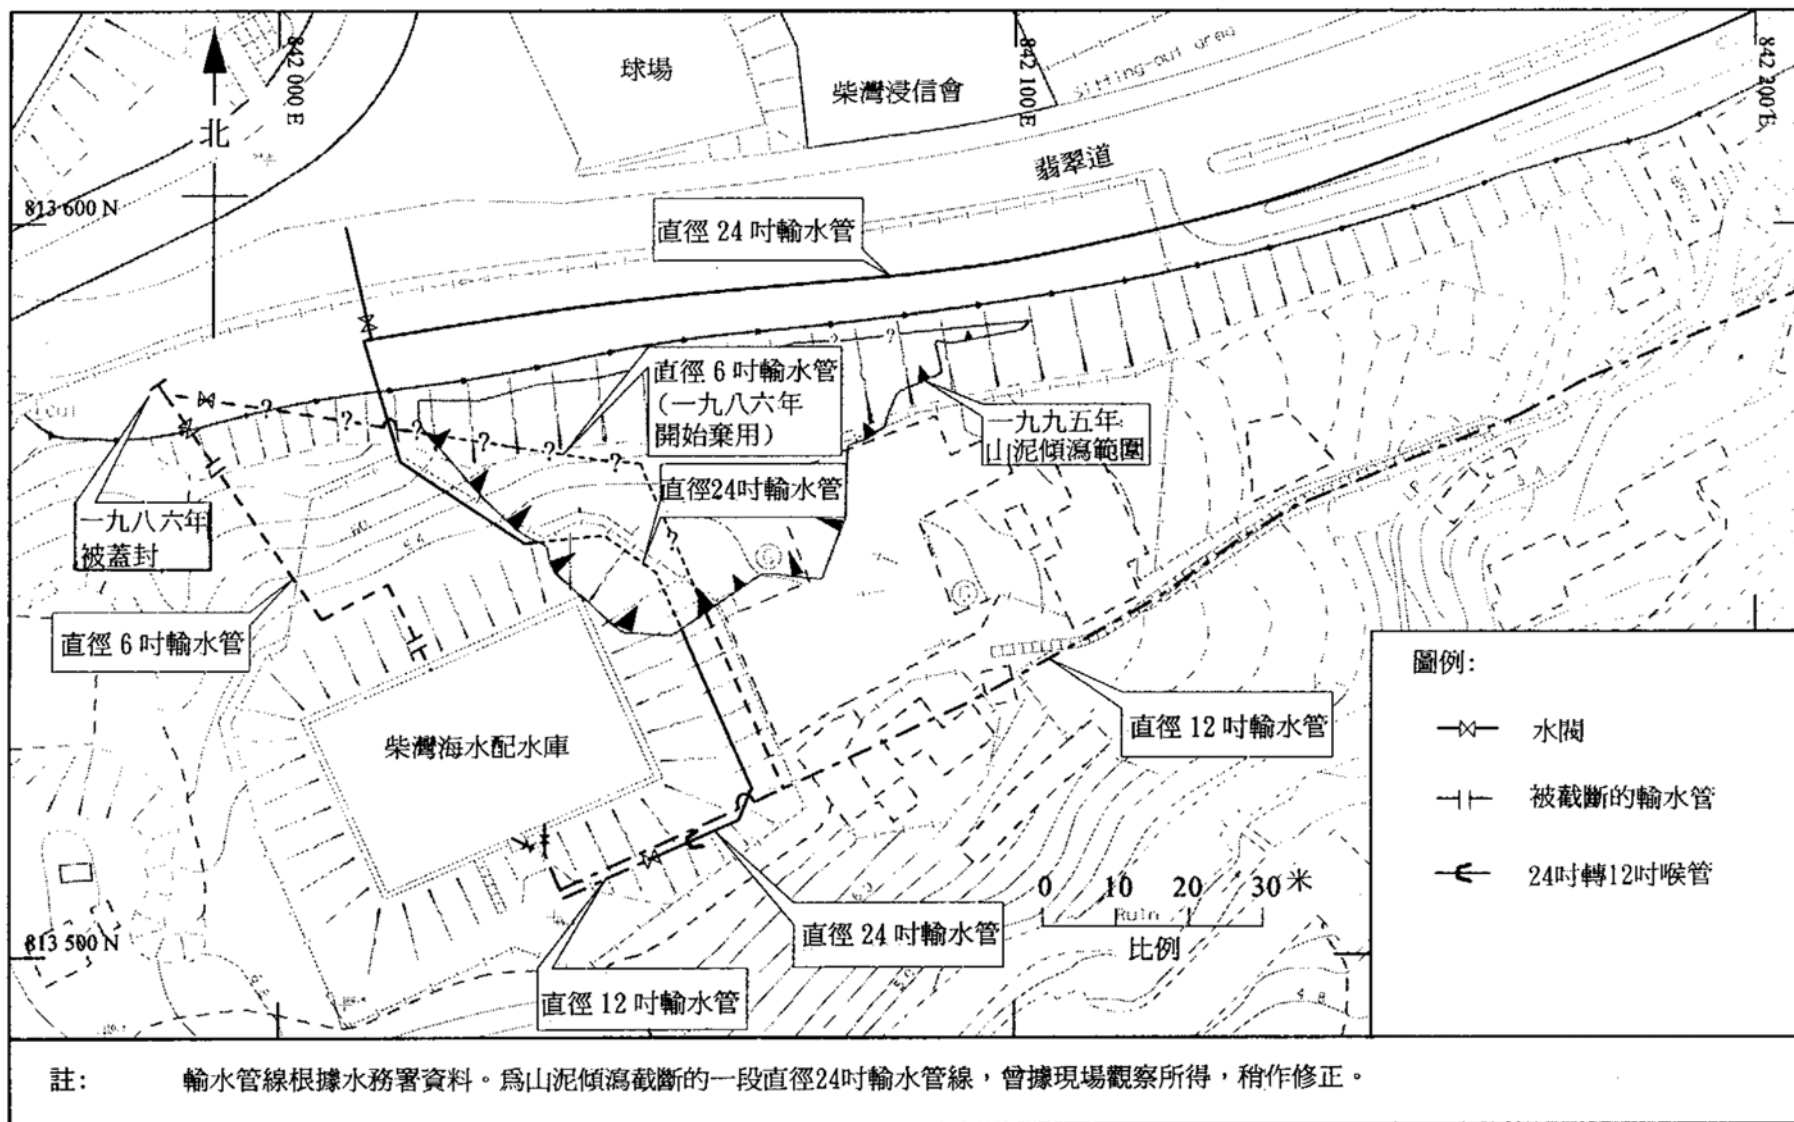 842 000 E
球場
柴灣浸信會
842 100 E
sitting-out area
842 200 E
北
翡翠道
813 600 N
直徑 24 吋輸水管
直徑 6 吋輸水管
(一九八六年
開始棄用)
一九九五年
山泥傾瀉範圍
直徑24吋輸水管
一九八六年
被蓋封
直徑 6 吋輸水管
G
G
柴灣海水配水庫
直徑 12 吋輸水管
圖例:
水閥
被截斷的輸水管
24吋轉12吋喉管
0 10 20 30 米
Ruin
比例
813 500 N
直徑 24 吋輸水管
直徑 12 吋輸水管
註: 輸水管線根據水務署資料。爲山泥傾瀉截斷的一段直徑24吋輸水管線,曾據現場觀察所得,稍作修正。